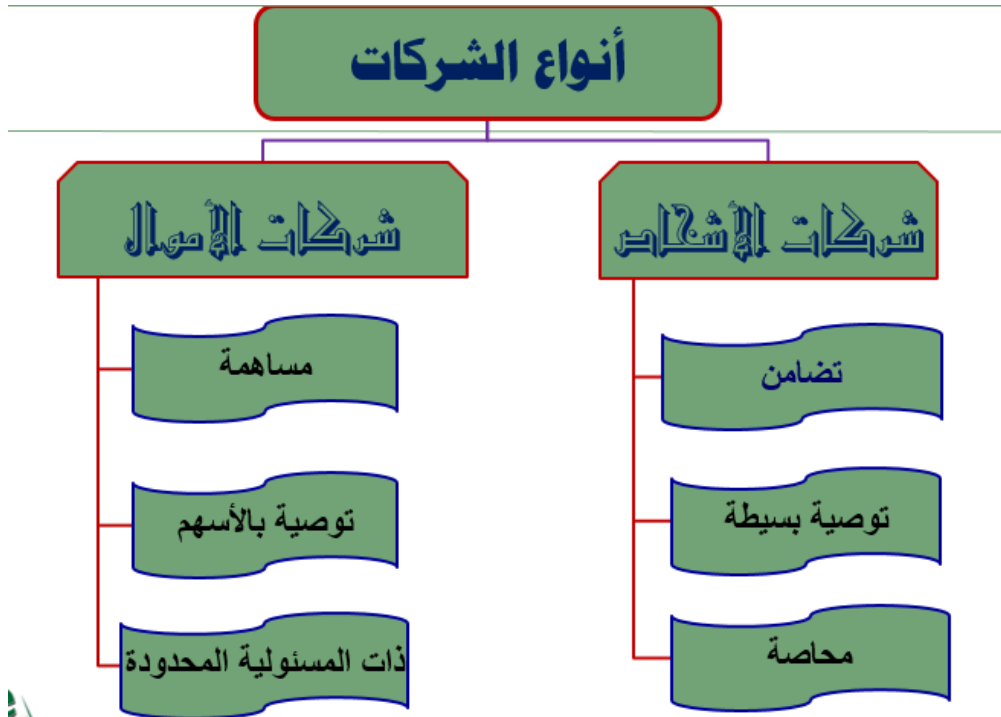 أنواع الشركات
شركات الأشخاص
تضامن
توصية بسيطة
محاصة
شركات الأموال
مساهمة
توصية بالأسهم
ذات المسئولية المحدودة